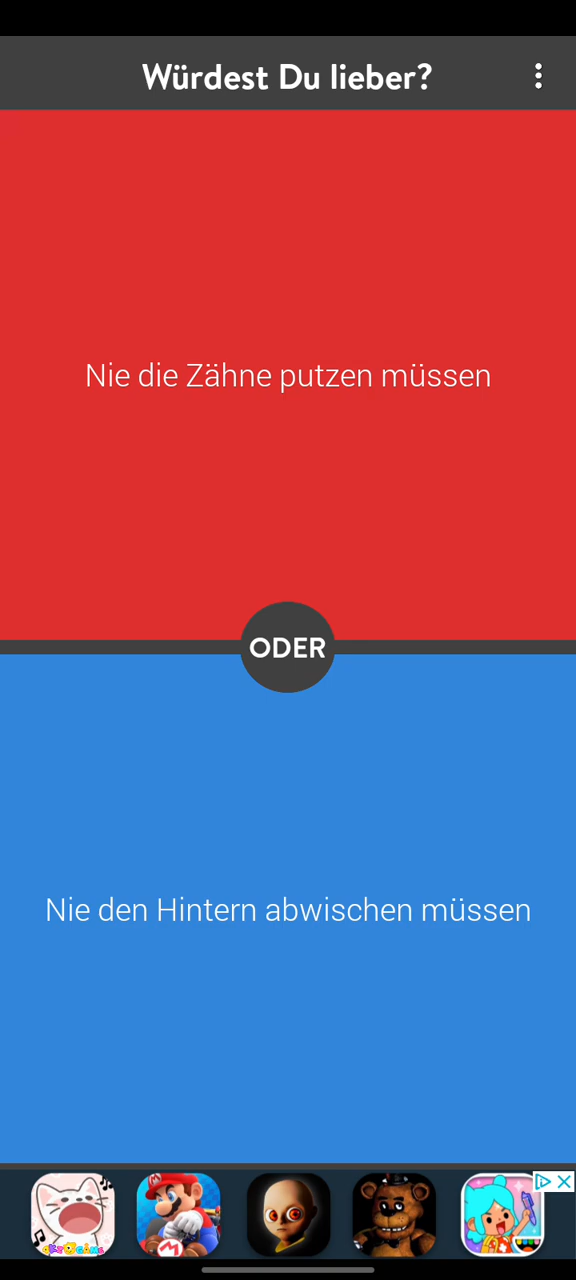 Würdest Du lieber?
Nie die Zähne putzen müssen
ODER
Nie den Hintern abwischen müssen